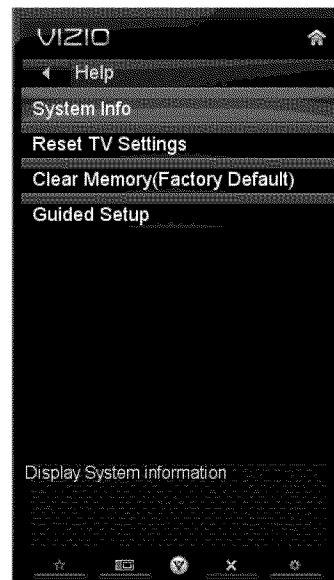 VIZIO
Help
System Info
Reset TV Settings
Clear Memory(Factory Default)
Guided Setup
Display System information